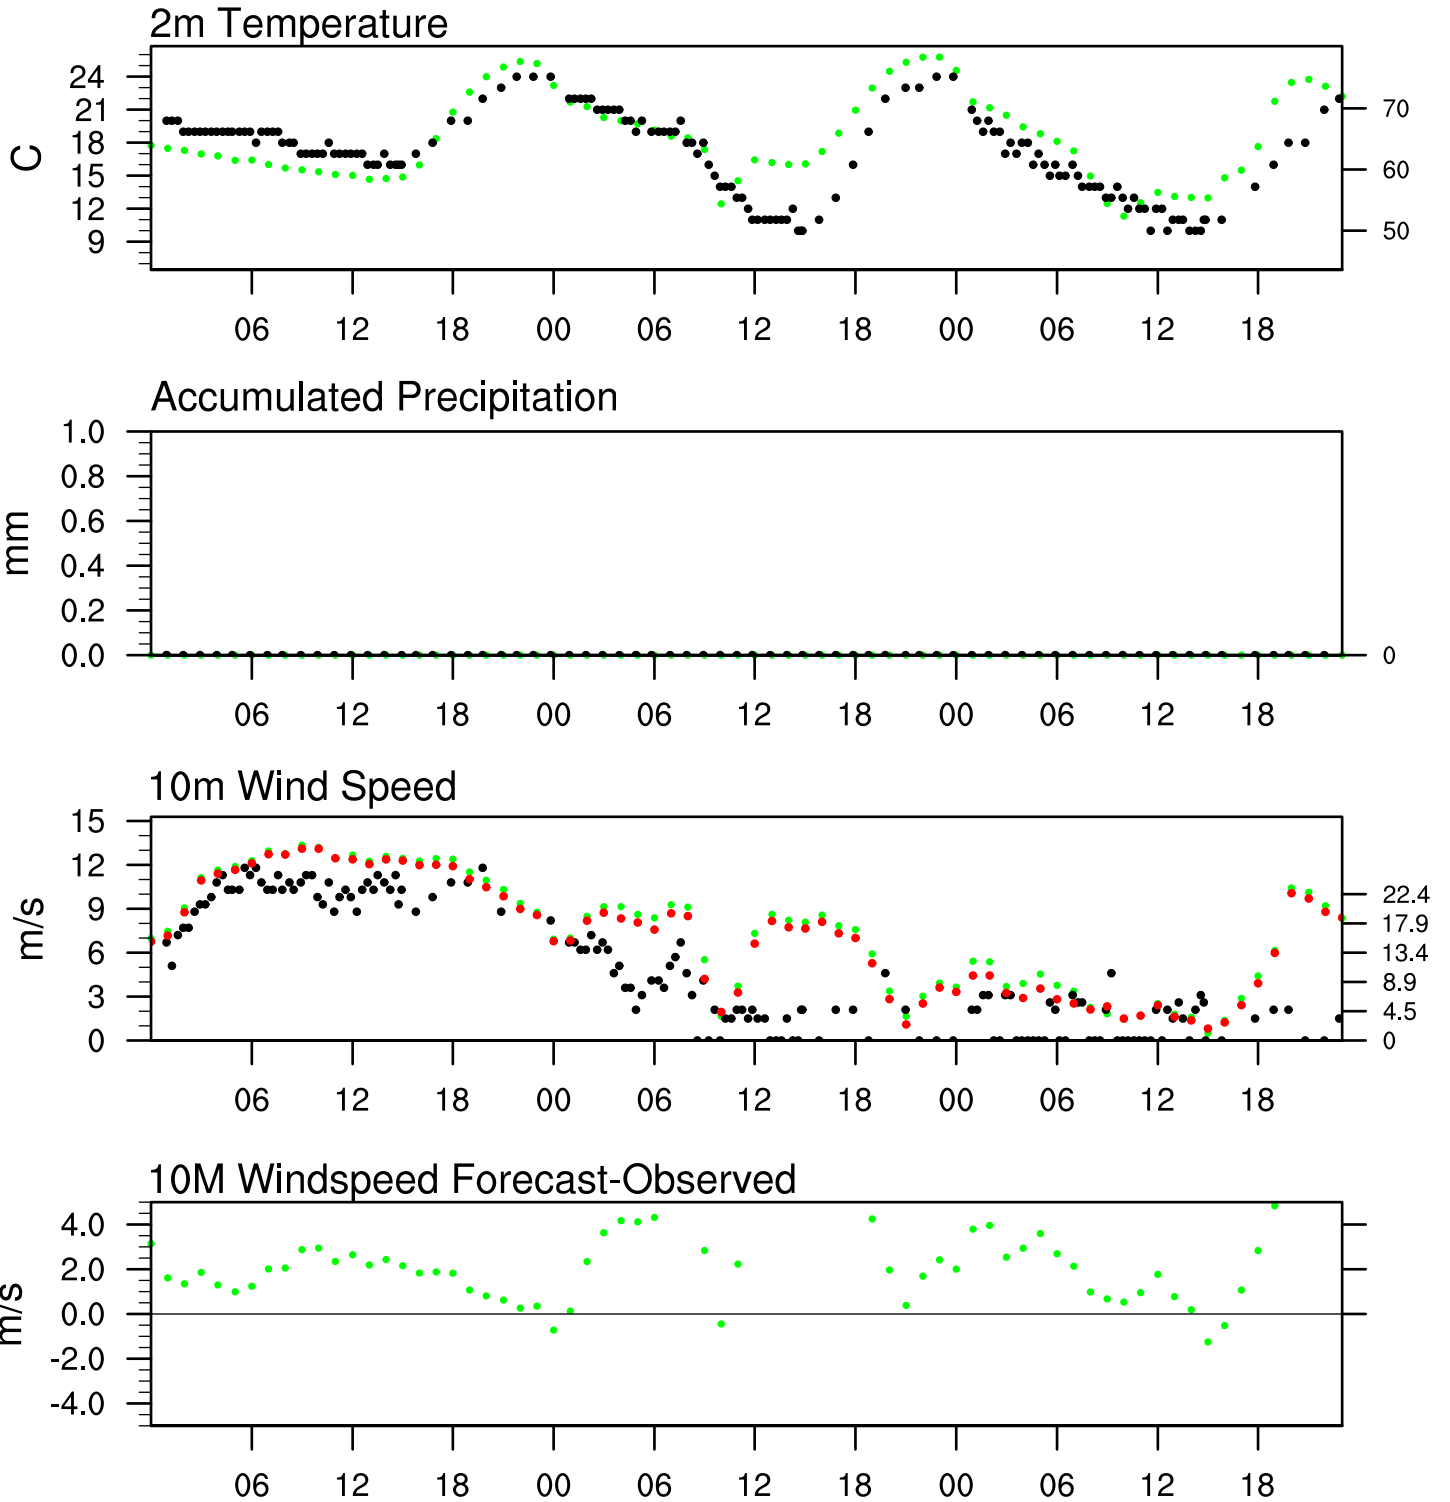 2m Temperature
24
21
18
15
12
9
C
70
60
50
06 12 18 00 06 12 18 00 06 12 18
Accumulated Precipitation
1.0
0.8
0.6
0.4
0.2
0.0
mm
0
06 12 18 00 06 12 18 00 06 12 18
10m Wind Speed
15
12
9
6
3
0
m/s
22.4
17.9
13.4
8.9
4.5
0
06 12 18 00 06 12 18 00 06 12 18
10M Windspeed Forecast-Observed
4.0
2.0
0.0
-2.0
-4.0
m/s
06 12 18 00 06 12 18 00 06 12 18